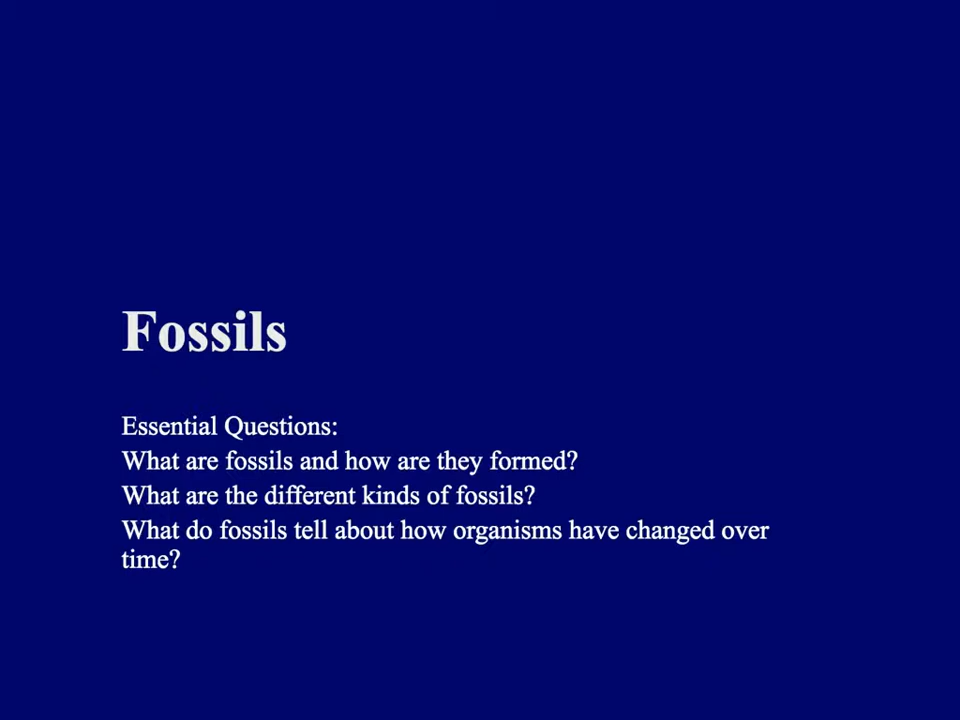 Fossils
Essential Questions:
What are fossils and how are they formed?
What are the different kinds of fossils?
What do fossils tell about how organisms have changed over
time?